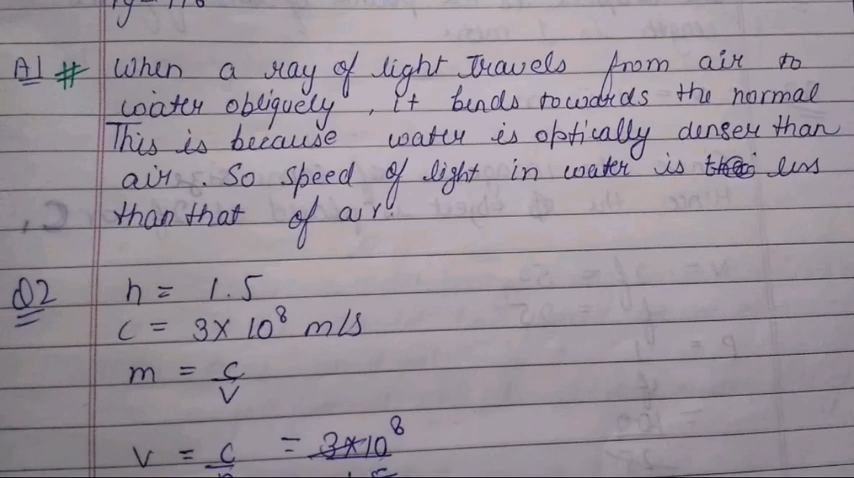 A1 # When a ray of light travels from air to
water obliquely, it bends towards the normal
This is because water is optically denser than
air. So speed of light in water is less
than that of air.
Q2 n = 1.5
c = 3×10⁸ m/s
m = c/v
v = c/n = 3×10⁸